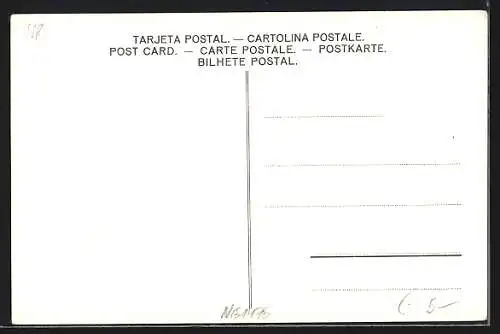 TARJETA POSTAL. — CARTOLINA POSTALE.
POST CARD. — CARTE POSTALE. — POSTKARTE.
BILHETE POSTAL.